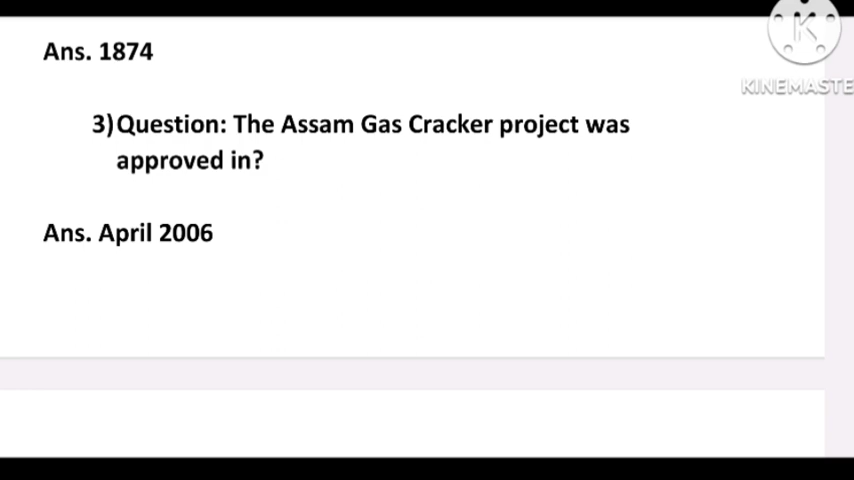 Ans. 1874
3)Question: The Assam Gas Cracker project was
approved in?
Ans. April 2006
K
KINEMASTE